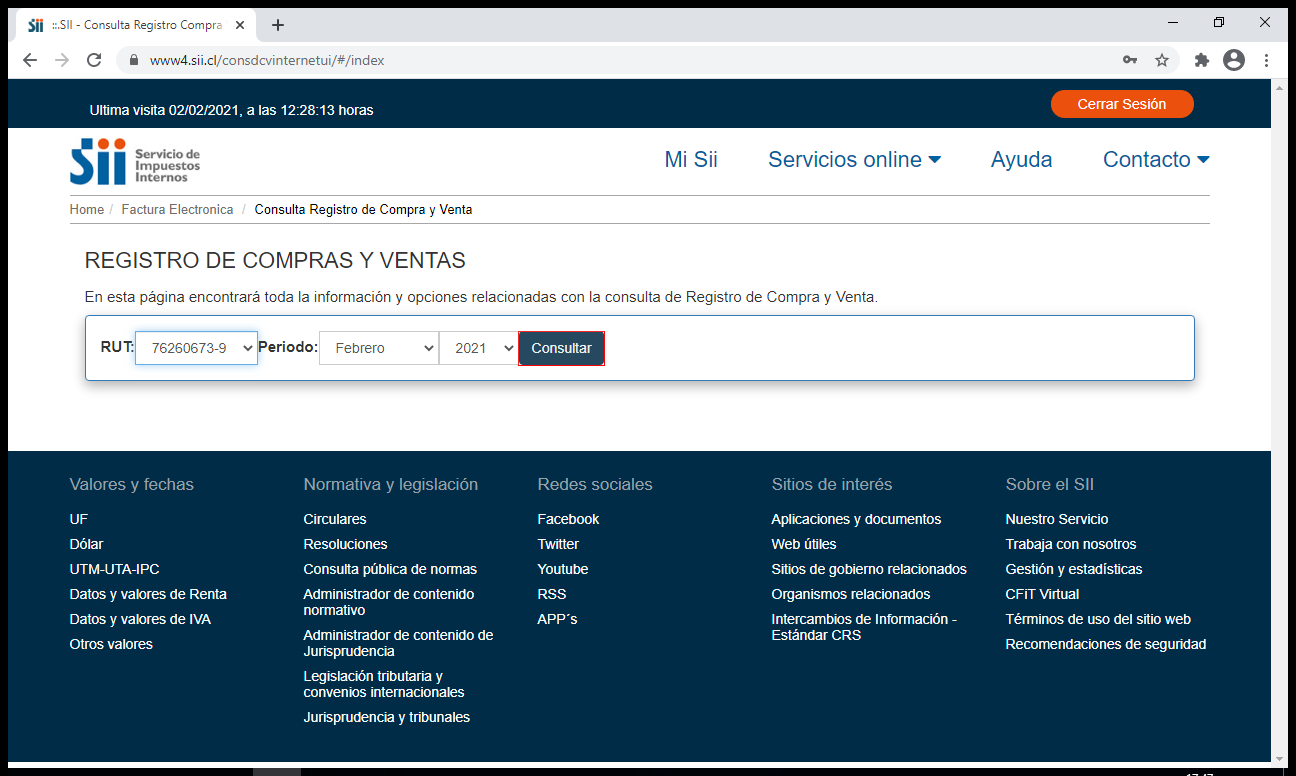 ::.SII - Consulta Registro Compra
www4.sii.cl/consdcvinternetui/#/index
Ultima visita 02/02/2021, a las 12:28:13 horas
Cerrar Sesión
Sii Servicio de
Impuestos
Internos
Mi Sii Servicios online Ayuda Contacto
Home / Factura Electronica / Consulta Registro de Compra y Venta
REGISTRO DE COMPRAS Y VENTAS
En esta página encontrará toda la información y opciones relacionadas con la consulta de Registro de Compra y Venta.
RUT: 76260673-9 Periodo: Febrero 2021 Consultar
Valores y fechas
UF
Dólar
UTM-UTA-IPC
Datos y valores de Renta
Datos y valores de IVA
Otros valores
Normativa y legislación
Circulares
Resoluciones
Consulta pública de normas
Administrador de contenido
normativo
Administrador de contenido de
Jurisprudencia
Legislación tributaria y
convenios internacionales
Jurisprudencia y tribunales
Redes sociales
Facebook
Twitter
Youtube
RSS
APP´s
Sitios de interés
Aplicaciones y documentos
Web útiles
Sitios de gobierno relacionados
Organismos relacionados
Intercambios de Información -
Estándar CRS
Sobre el SII
Nuestro Servicio
Trabaja con nosotros
Gestión y estadísticas
CFiT Virtual
Términos de uso del sitio web
Recomendaciones de seguridad